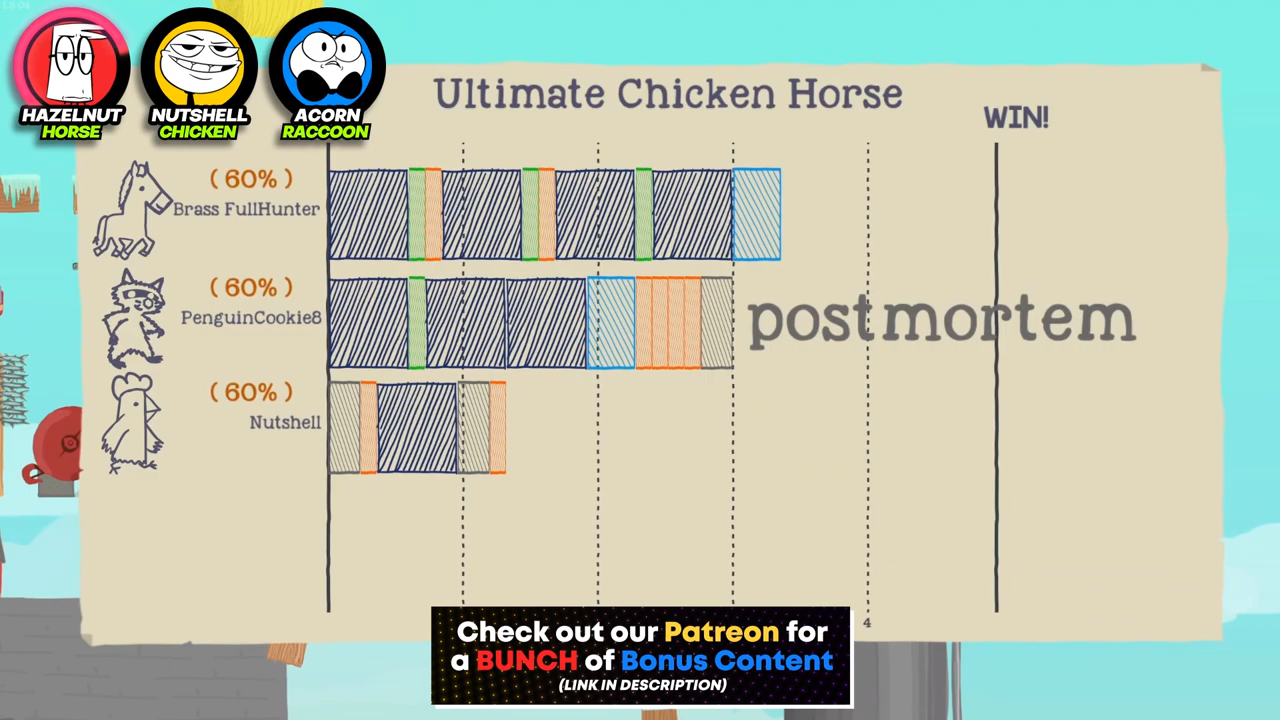 HAZELNUT
HORSE
NUTSHELL
CHICKEN
ACORN
RACCOON
Ultimate Chicken Horse
WIN!
( 60% )
Brass FullHunter
( 60% )
PenguinCookie8
postmortem
( 60% )
Nutshell
4
Check out our Patreon for
a BUNCH of Bonus Content
(LINK IN DESCRIPTION)